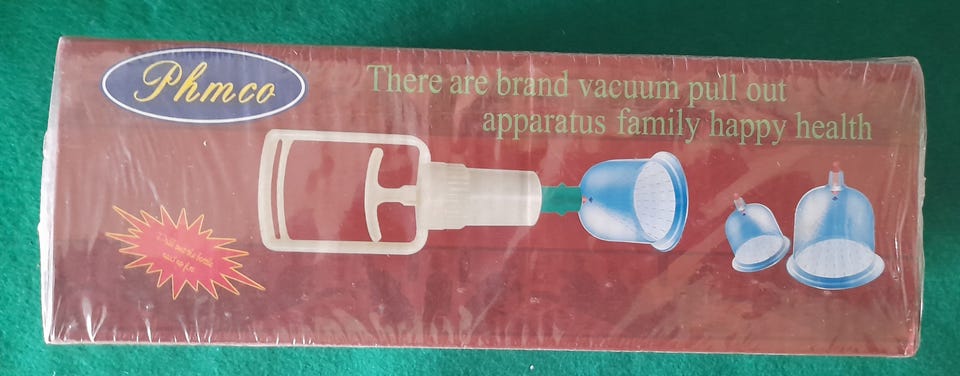 Phmco
There are brand vacuum pull out
apparatus family happy health